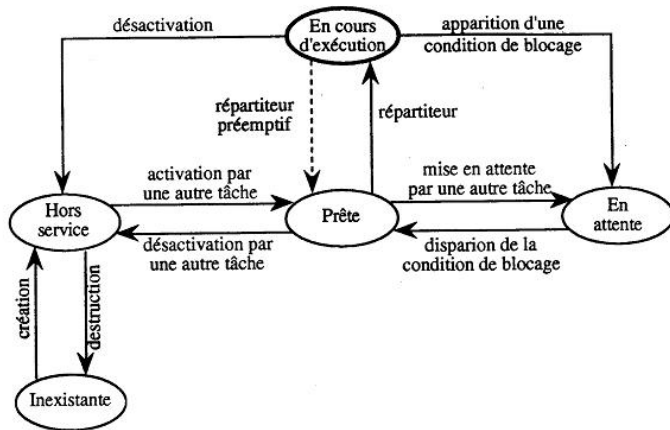 désactivation
En cours
d'exécution
apparition d'une
condition de blocage
répartiteur
préemptif
répartiteur
activation par
une autre tâche
mise en attente
par une autre tâche
Hors
service
Prête
En
attente
désactivation par
une autre tâche
disparion de la
condition de blocage
création
destruction
Inexistante